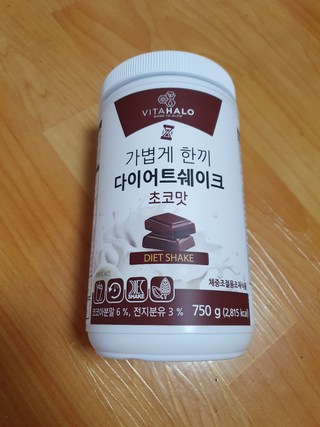 VITAHALO
가볍게 한끼
다이어트쉐이크
초코맛
DIET SHAKE
SHAKE
코코아분말 6 %, 전지분유 3 %
750 g (2,815 kcal)
체중조절용조제식품